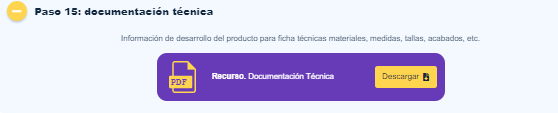 Paso 15: documentación técnica
Información de desarrollo del producto para ficha técnicas materiales, medidas, tallas, acabados, etc.
PDF
Recurso. Documentación Técnica
Descargar